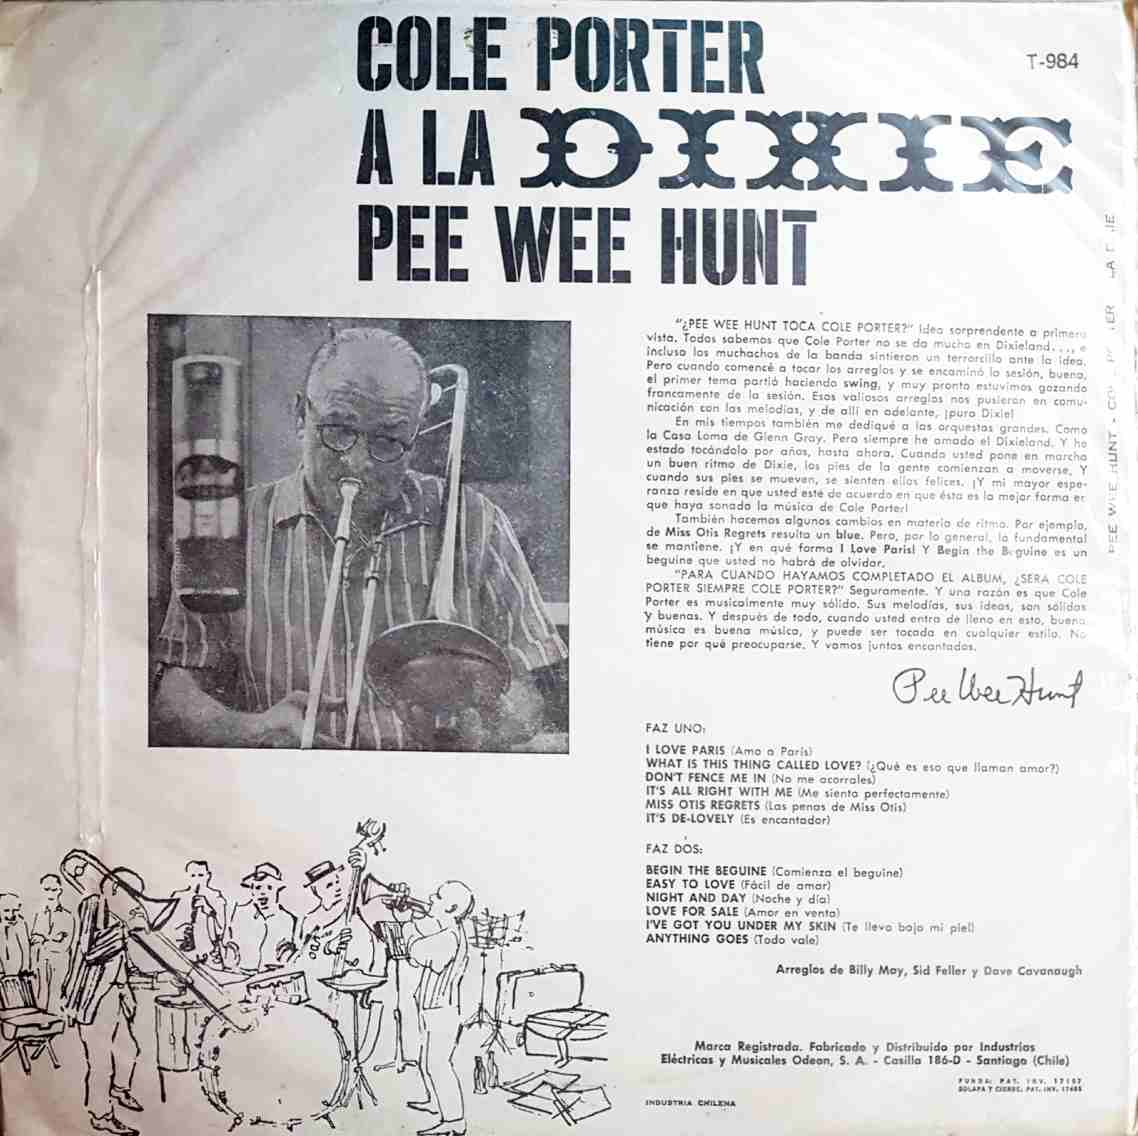 COLE PORTER
T-984
A LA DIXIE
PEE WEE HUNT
"¿PEE WEE HUNT TOCA COLE PORTER?" Idea sorprendente a primera
vista. Todos sabemos que Cole Porter no se da mucho en Dixieland...., e
incluso los muchachos de la banda sintieron un terrorcillo ante la idea.
Pero cuando comencé a tocar los arreglos y se encaminó la sesión, bueno,
el primer tema partió haciendo swing, y muy pronto estuvimos gozando
francamente de la sesión. Esos valiosos arreglos nos pusieron en comu-
nicación con las melodías, y de allí en adelante, ¡puro Dixie!
En mis tiempos también me dediqué a las orquestas grandes. Como
la Casa Loma de Glenn Gray. Pero siempre he amado el Dixieland. Y he
estado tocándolo por años, hasta ahora. Cuando usted pone en marcha
un buen ritmo de Dixie, los pies de la gente comienzan a moverse. Y
cuando sus pies se mueven, se sienten ellos felices. ¡Y mi mayor espe-
ranza reside en que usted esté de acuerdo en que ésta es la mejor forma en
que haya sonado la música de Cole Porter!
También hacemos algunos cambios en materia de ritmo. Por ejemplo,
de Miss Otis Regrets resulta un blue. Pero, por lo general, lo fundamental
se mantiene. ¡Y en qué forma I Love Paris! Y Begin the Beguine es un
beguine que usted no habrá de olvidar.
"PARA CUANDO HAYAMOS COMPLETADO EL ALBUM, ¿SERA COLE
PORTER SIEMPRE COLE PORTER?" Seguramente. Y una razón es que Cole
Porter es musicalmente muy sólido. Sus melodías, sus ideas, son sólidas
y buenas. Y después de todo, cuando usted entra de lleno en esto, buena
música es buena música, y puede ser tocada en cualquier estilo. No
tiene por qué preocuparse. Y vamos juntos encantados.
Pee Wee Hunt
FAZ UNO:
I LOVE PARIS (Amo a París)
WHAT IS THIS THING CALLED LOVE? (¿Qué es eso que llaman amor?)
DON'T FENCE ME IN (No me acorrales)
IT'S ALL RIGHT WITH ME (Me siento perfectamente)
MISS OTIS REGRETS (Las penas de Miss Otis)
IT'S DE-LOVELY (Es encantador)
FAZ DOS:
BEGIN THE BEGUINE (Comienza el beguine)
EASY TO LOVE (Fácil de amar)
NIGHT AND DAY (Noche y día)
LOVE FOR SALE (Amor en venta)
I'VE GOT YOU UNDER MY SKIN (Te llevo bajo mi piel)
ANYTHING GOES (Todo vale)
Arreglos de Billy May, Sid Feller y Dave Cavanaugh
Marca Registrada. Fabricado y Distribuido por Industrias
Eléctricas y Musicales Odeon, S. A. - Casilla 186-D - Santiago (Chile)
FUNDA: PAT. INV. 17107
SOLAPA Y CIERRE: PAT. INV. 17405
INDUSTRIA CHILENA
PEE WEE HUNT -